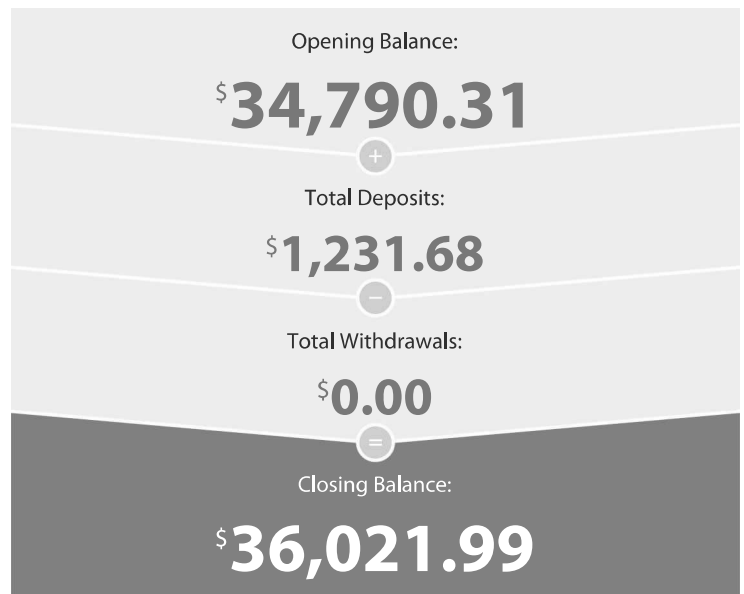 Opening Balance:
$34,790.31
+
Total Deposits:
$1,231.68
−
Total Withdrawals:
$0.00
=
Closing Balance:
$36,021.99